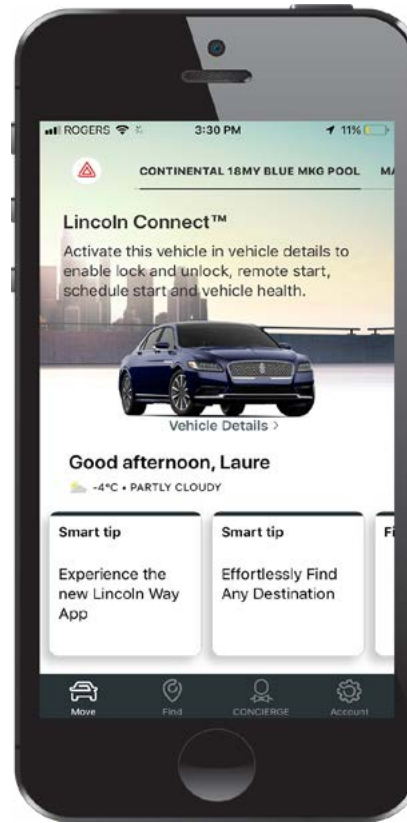 ROGERS 3:30 PM 11%
CONTINENTAL 18MY BLUE MKG POOL MA
Lincoln Connect™
Activate this vehicle in vehicle details to
enable lock and unlock, remote start,
schedule start and vehicle health.
Vehicle Details >
Good afternoon, Laure
-4°C • PARTLY CLOUDY
Smart tip Smart tip Fi
Experience the Effortlessly Find
new Lincoln Way Any Destination
App
Move Find CONCIERGE Account